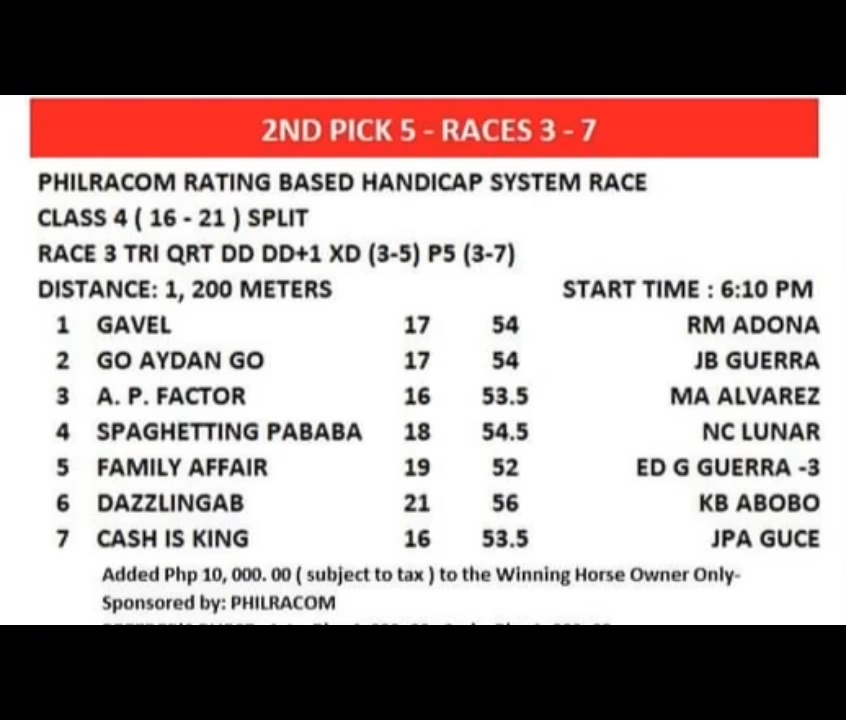 2ND PICK 5 - RACES 3 - 7
PHILRACOM RATING BASED HANDICAP SYSTEM RACE
CLASS 4 ( 16 - 21 ) SPLIT
RACE 3 TRI QRT DD DD+1 XD (3-5) P5 (3-7)
DISTANCE: 1, 200 METERS START TIME : 6:10 PM
1 GAVEL 17 54 RM ADONA
2 GO AYDAN GO 17 54 JB GUERRA
3 A. P. FACTOR 16 53.5 MA ALVAREZ
4 SPAGHETTING PABABA 18 54.5 NC LUNAR
5 FAMILY AFFAIR 19 52 ED G GUERRA -3
6 DAZZLINGAB 21 56 KB ABOBO
7 CASH IS KING 16 53.5 JPA GUCE
Added Php 10, 000. 00 ( subject to tax ) to the Winning Horse Owner Only-
Sponsored by: PHILRACOM